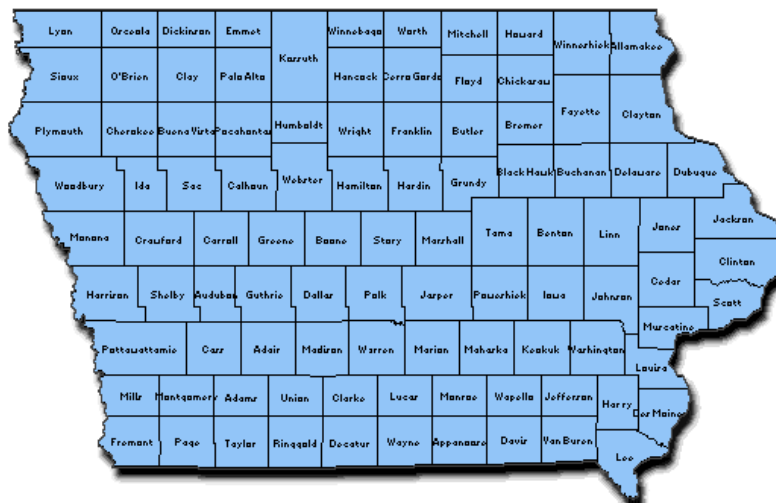 Lyon
Osceola
Dickinson
Emmet
Kossuth
Winnebago
Worth
Mitchell
Howard
Winneshiek
Allamakee
Sioux
O'Brien
Clay
Palo Alto
Hancock
Cerro Gordo
Floyd
Chickasaw
Fayette
Clayton
Plymouth
Cherokee
Buena Vista
Pocahontas
Humboldt
Wright
Franklin
Butler
Bremer
Woodbury
Ida
Sac
Calhoun
Webster
Hamilton
Hardin
Grundy
Black Hawk
Buchanan
Delaware
Dubuque
Monona
Crawford
Carroll
Greene
Boone
Story
Marshall
Tama
Benton
Linn
Jones
Jackson
Clinton
Harrison
Shelby
Audubon
Guthrie
Dallas
Polk
Jasper
Poweshiek
Iowa
Johnson
Cedar
Scott
Muscatine
Pottawattamie
Cass
Adair
Madison
Warren
Marion
Mahaska
Keokuk
Washington
Louisa
Mills
Montgomery
Adams
Union
Clarke
Lucas
Monroe
Wapello
Jefferson
Henry
Des Moines
Fremont
Page
Taylor
Ringgold
Decatur
Wayne
Appanoose
Davis
Van Buren
Lee